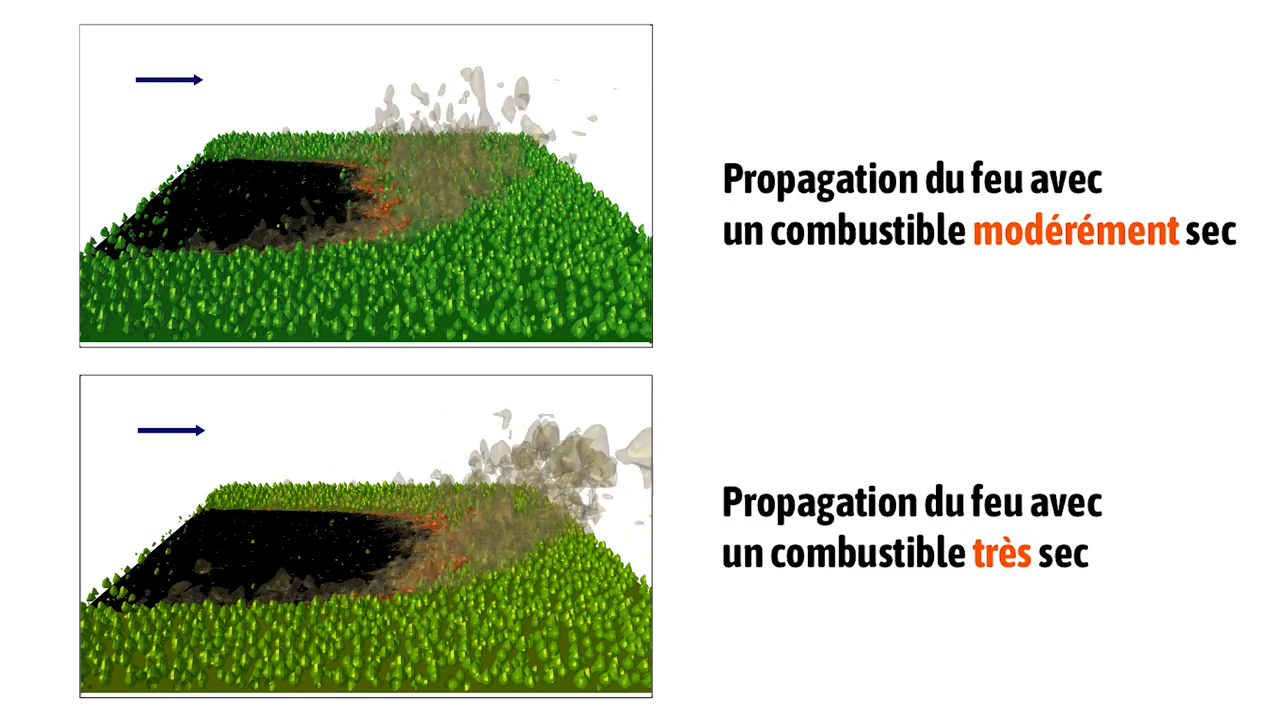 Propagation du feu avec
un combustible modérément sec
Propagation du feu avec
un combustible très sec